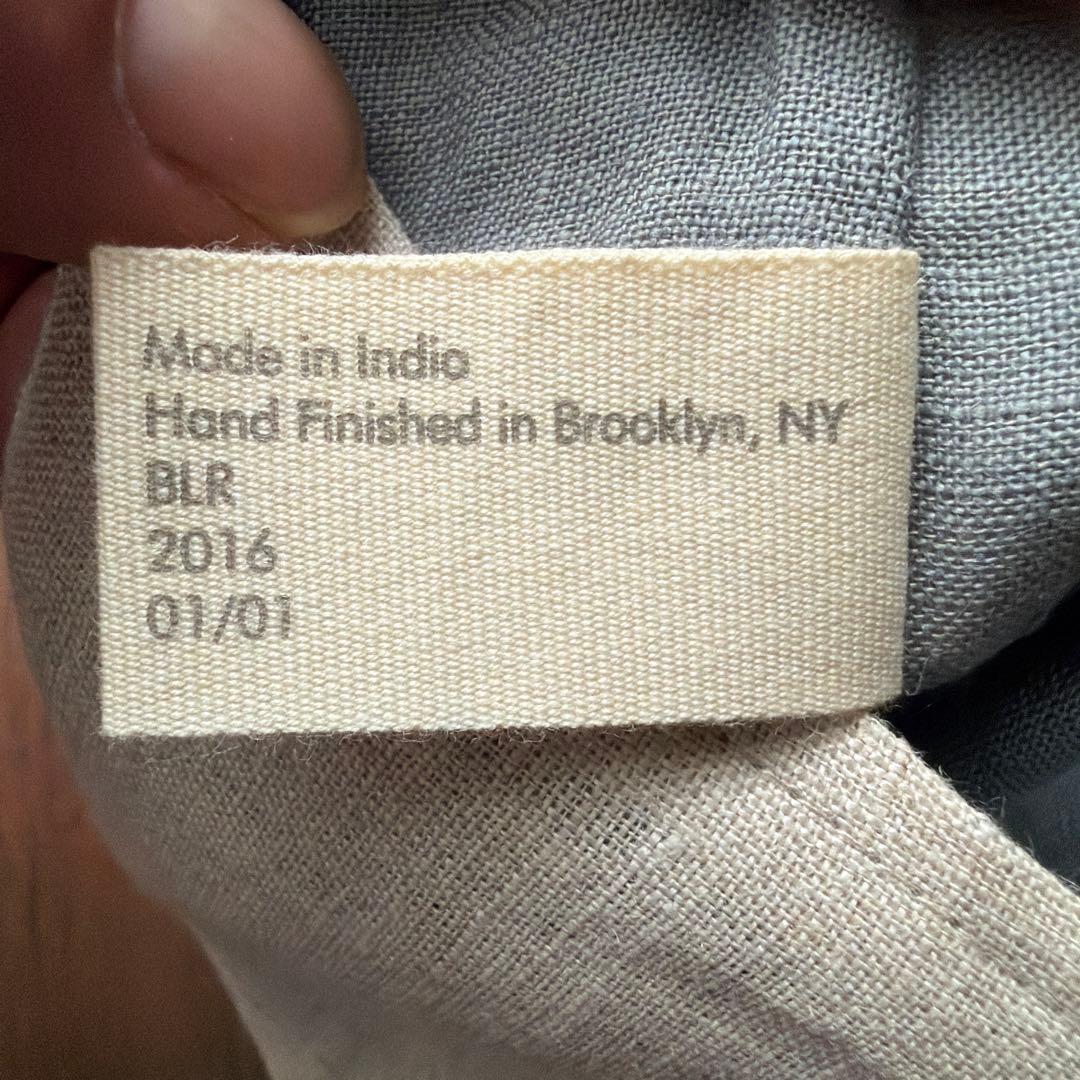 Made in India
Hand Finished in Brooklyn, NY
BLR
2016
01/01